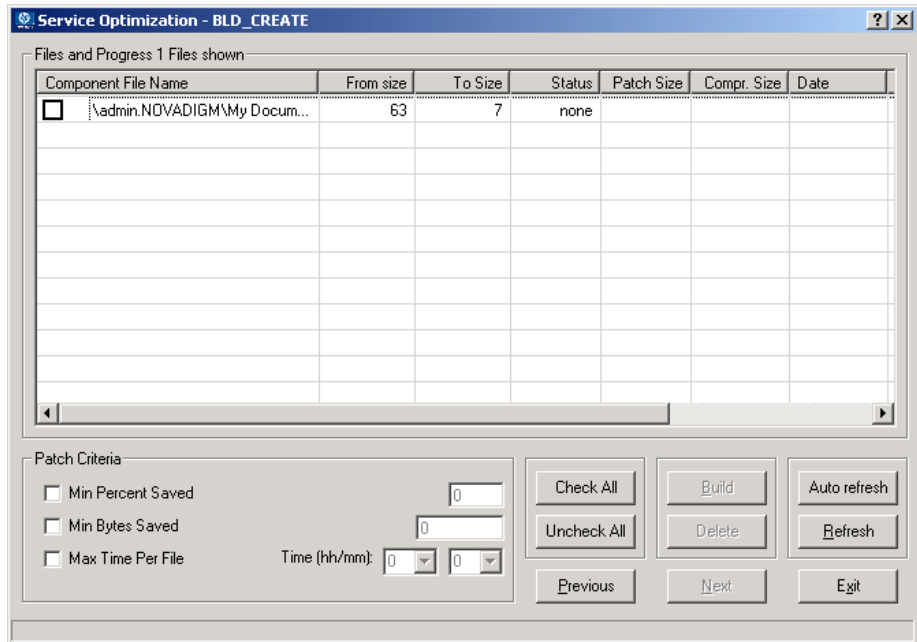 Service Optimization - BLD_CREATE
Files and Progress 1 Files shown
Component File Name From size To Size Status Patch Size Compr. Size Date
\admin.NOVADIGM\My Docum... 63 7 none
Patch Criteria
Min Percent Saved 0
Min Bytes Saved 0
Max Time Per File Time (hh/mm): 0 0
Check All Build Auto refresh
Uncheck All Delete Refresh
Previous Next Exit